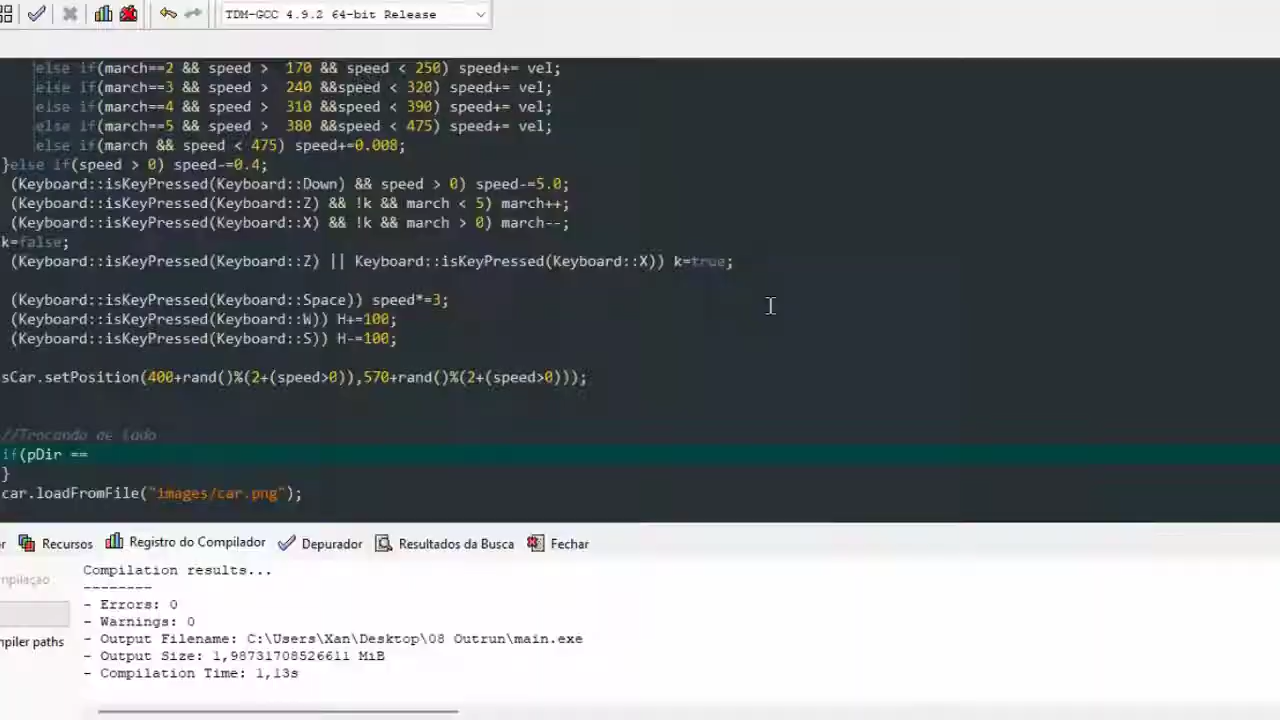 TDM-GCC 4.9.2 64-bit Release
else if(march==2 && speed >  170 && speed < 250) speed+= vel;
else if(march==3 && speed >  240 &&speed < 320) speed+= vel;
else if(march==4 && speed >  310 &&speed < 390) speed+= vel;
else if(march==5 && speed >  380 &&speed < 475) speed+= vel;
else if(march && speed < 475) speed+=0.008;
}else if(speed > 0) speed-=0.4;
(Keyboard::isKeyPressed(Keyboard::Down) && speed > 0) speed-=5.0;
(Keyboard::isKeyPressed(Keyboard::Z) && !k && march < 5) march++;
(Keyboard::isKeyPressed(Keyboard::X) && !k && march > 0) march--;
k=false;
(Keyboard::isKeyPressed(Keyboard::Z) || Keyboard::isKeyPressed(Keyboard::X)) k=true;
(Keyboard::isKeyPressed(Keyboard::Space)) speed*=3;
(Keyboard::isKeyPressed(Keyboard::W)) H+=100;
(Keyboard::isKeyPressed(Keyboard::S)) H-=100;
sCar.setPosition(400+rand()%(2+(speed>0)),570+rand()%(2+(speed>0)));
//Trocando de lado
if(pDir ==
}
car.loadFromFile("images/car.png");
Recursos Registro do Compilador Depurador Resultados da Busca Fechar
Compilation results...
--------
- Errors: 0
- Warnings: 0
- Output Filename: C:\Users\Xan\Desktop\08 Outrun\main.exe
- Output Size: 1,98731708526611 MiB
- Compilation Time: 1,13s
mpilação
mpiler paths